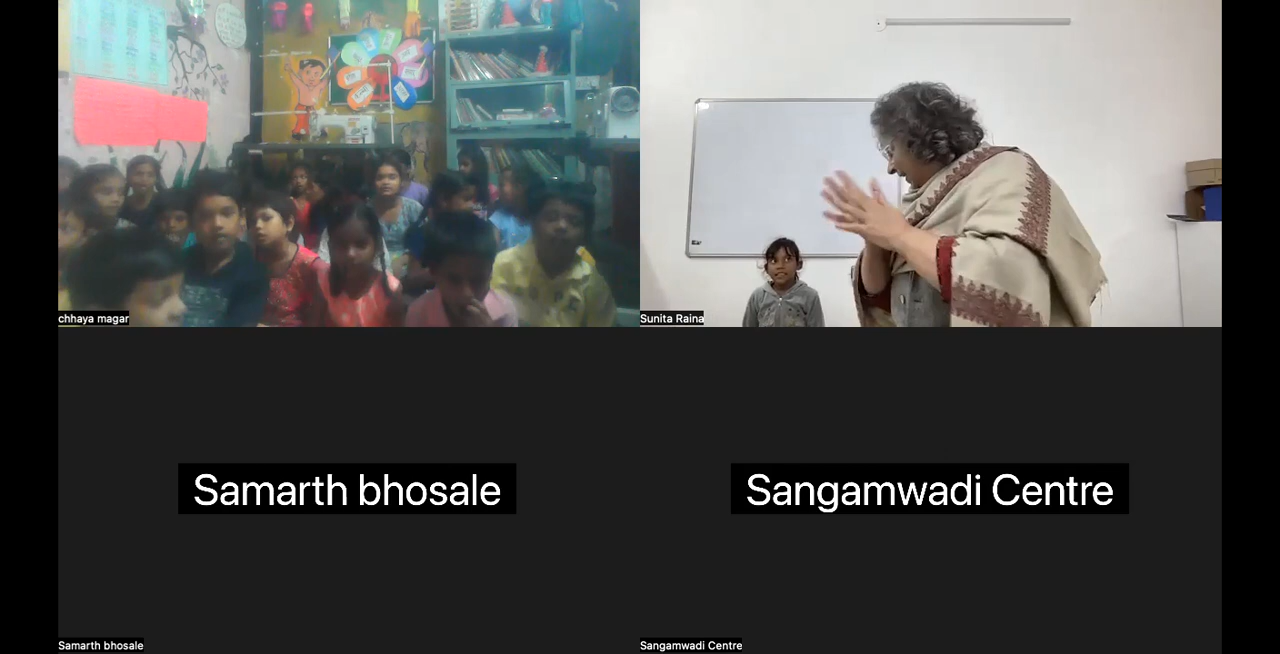 chhaya magar
Sunita Raina
Samarth bhosale
Sangamwadi Centre
Samarth bhosale
Sangamwadi Centre